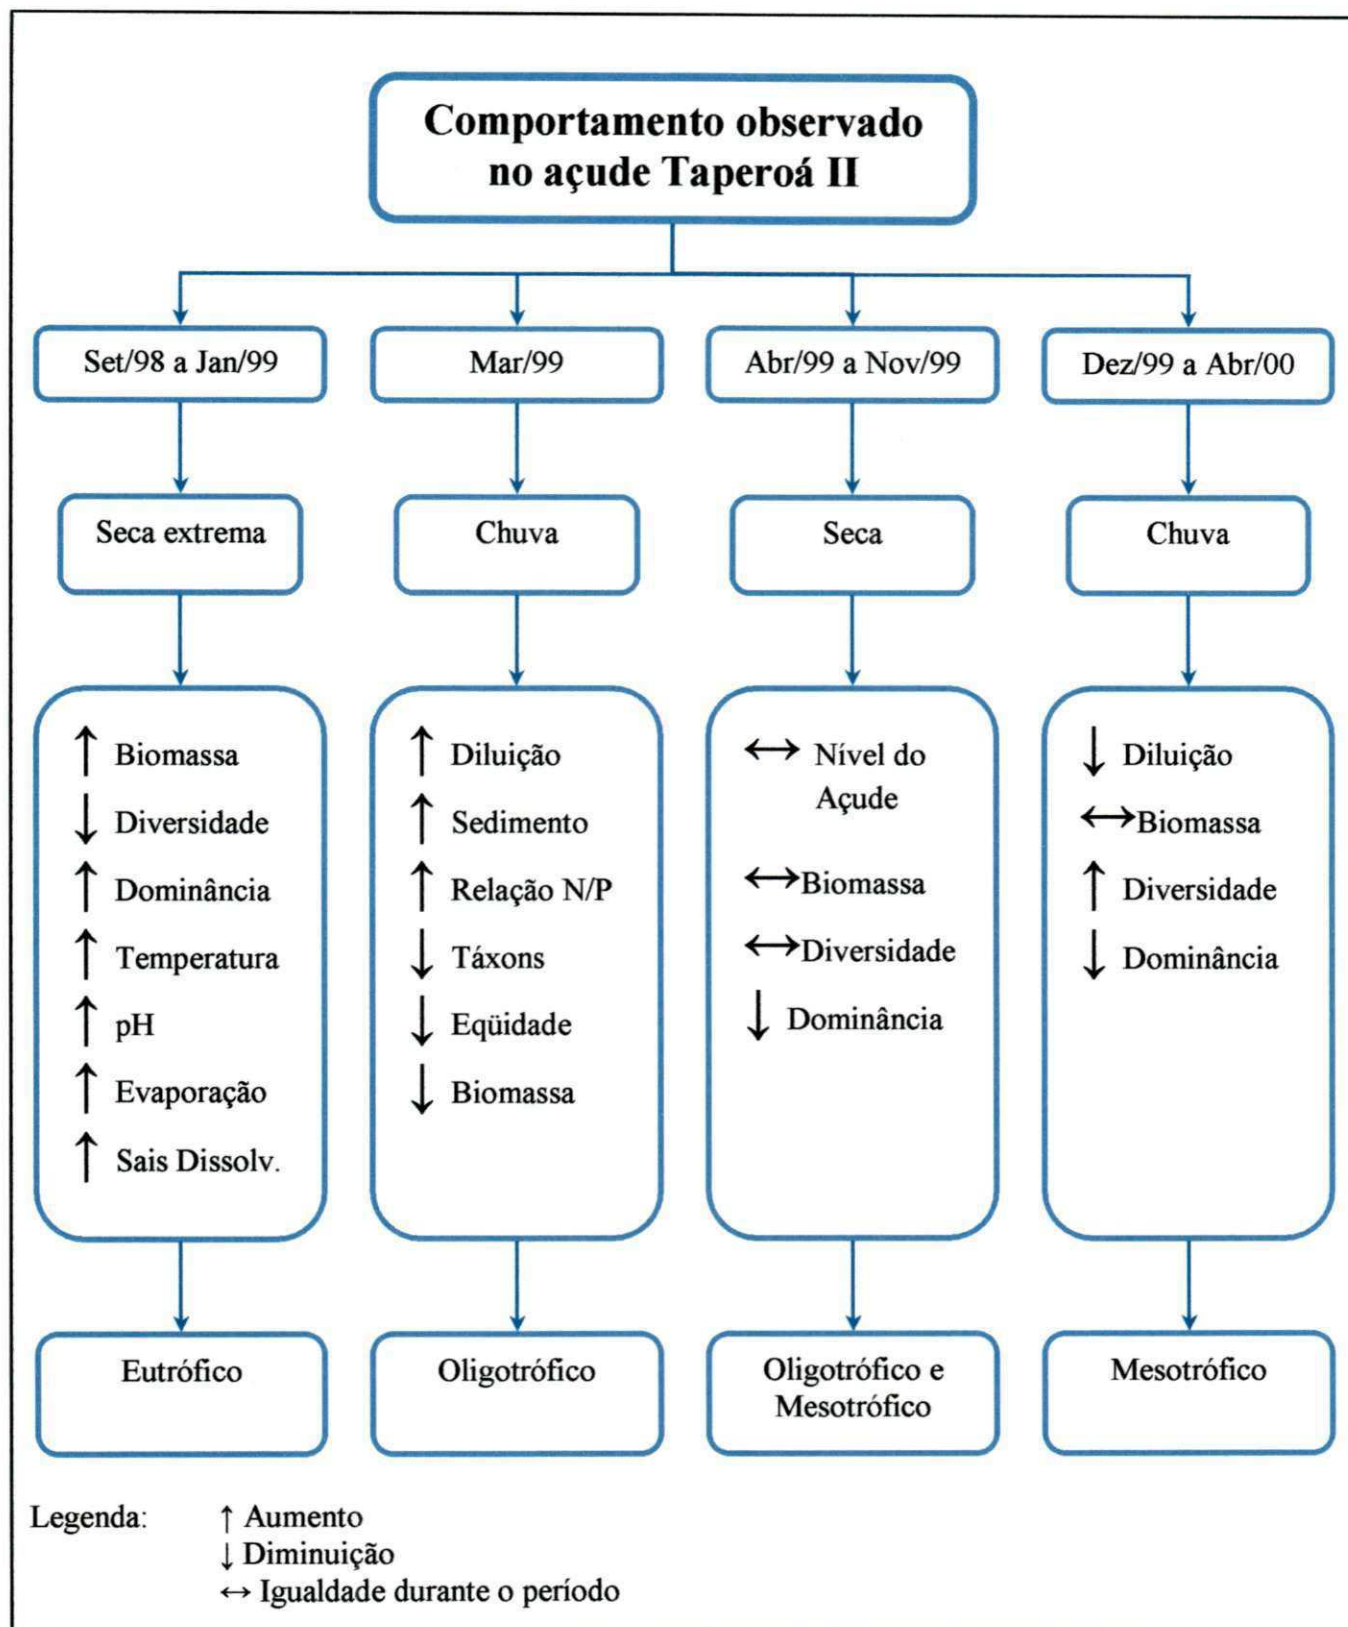 Comportamento observado
no açude Taperoá II
Set/98 a Jan/99
Mar/99
Abr/99 a Nov/99
Dez/99 a Abr/00
Seca extrema
Chuva
Seca
Chuva
↑ Biomassa
↓ Diversidade
↑ Dominância
↑ Temperatura
↑ pH
↑ Evaporação
↑ Sais Dissolv.
↑ Diluição
↑ Sedimento
↑ Relação N/P
↓ Táxons
↓ Eqüidade
↓ Biomassa
↔ Nível do
Açude
↔ Biomassa
↔ Diversidade
↓ Dominância
↓ Diluição
↔ Biomassa
↑ Diversidade
↓ Dominância
Eutrófico
Oligotrófico
Oligotrófico e
Mesotrófico
Mesotrófico
Legenda: ↑ Aumento
↓ Diminuição
↔ Igualdade durante o período